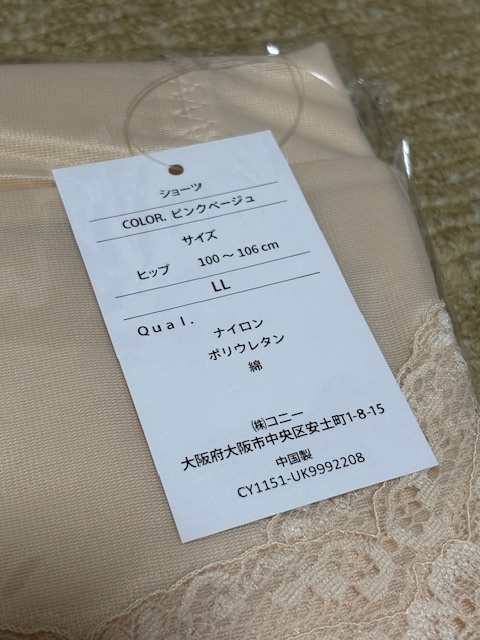 ショーツ
COLOR. ピンクベージュ
サイズ
ヒップ 100～106cm
LL
Qual.
ナイロン
ポリウレタン
綿
㈱コニー
大阪府大阪市中央区安土町1-8-15
中国製
CY1151-UK9992208